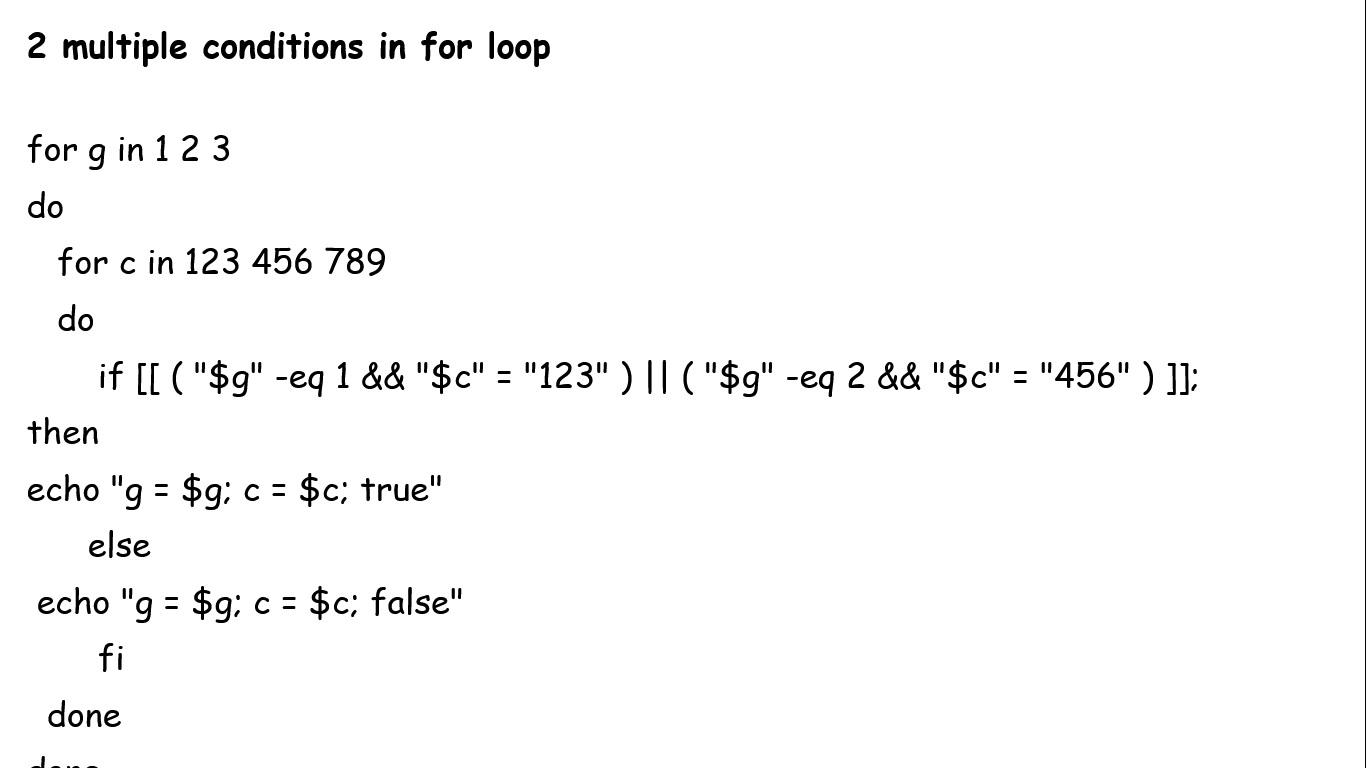 2 multiple conditions in for loop
for g in 1 2 3
do
for c in 123 456 789
do
if [[ ( "$g" -eq 1 && "$c" = "123" ) || ( "$g" -eq 2 && "$c" = "456" ) ]];
then
echo "g = $g; c = $c; true"
else
echo "g = $g; c = $c; false"
fi
done
done